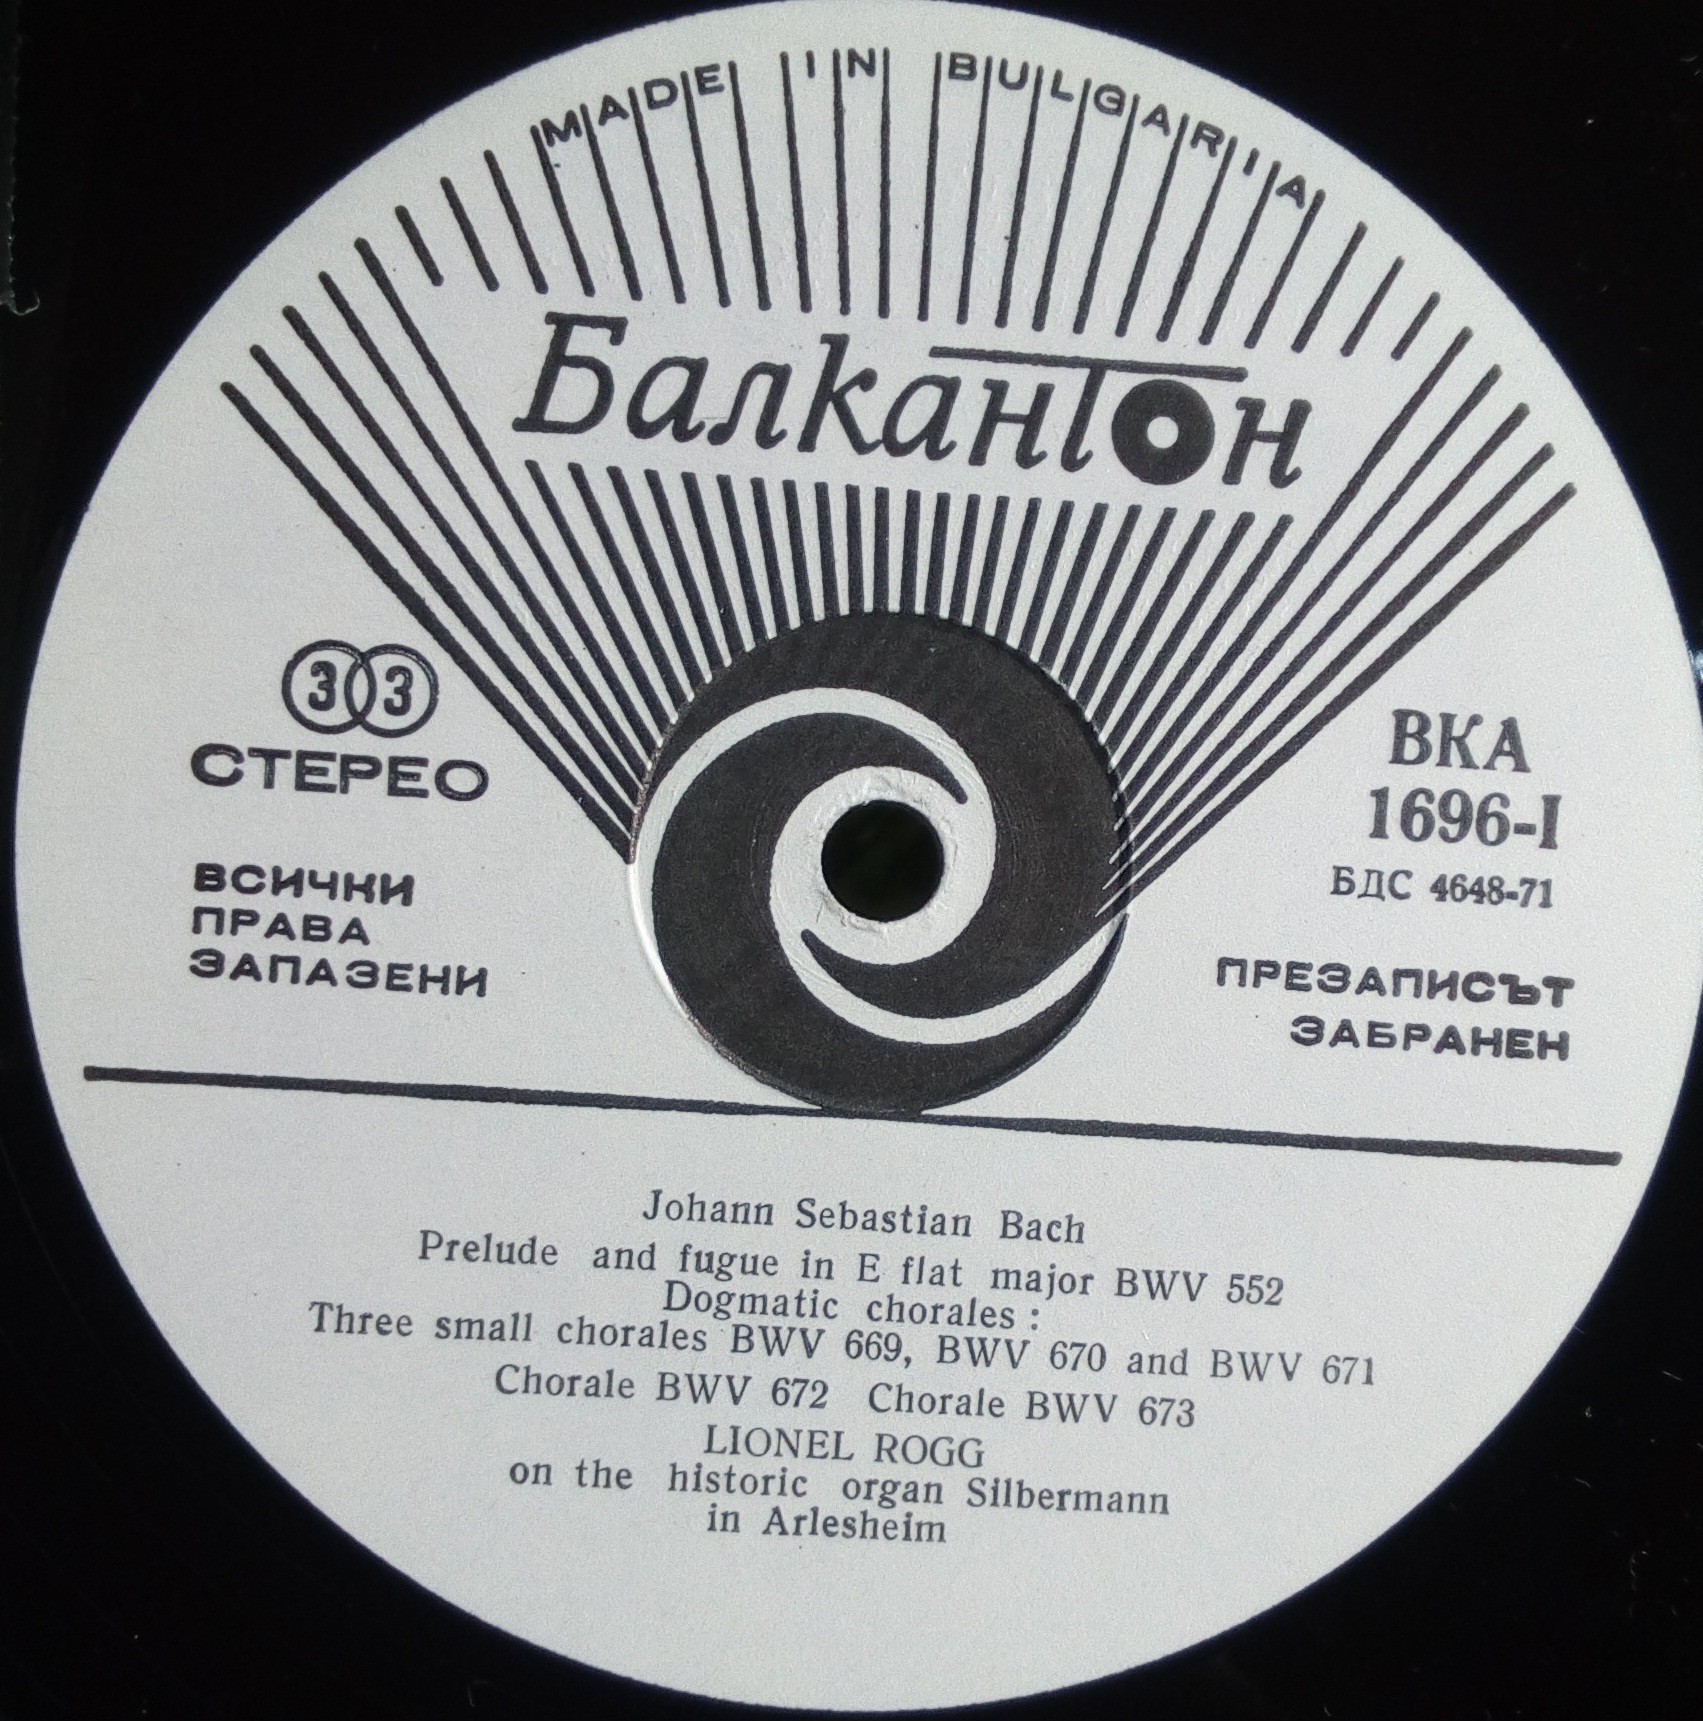 MADE IN BULGARIA
Балкантон
33
СТЕРЕО
ВСИЧКИ
ПРАВА
ЗАПАЗЕНИ
ВКА
1696-I
БДС 4648-71
ПРЕЗАПИСЪТ
ЗАБРАНЕН
Johann Sebastian Bach
Prelude and fugue in E flat major BWV 552
Dogmatic chorales :
Three small chorales BWV 669, BWV 670 and BWV 671
Chorale BWV 672 Chorale BWV 673
LIONEL ROGG
on the historic organ Silbermann
in Arlesheim